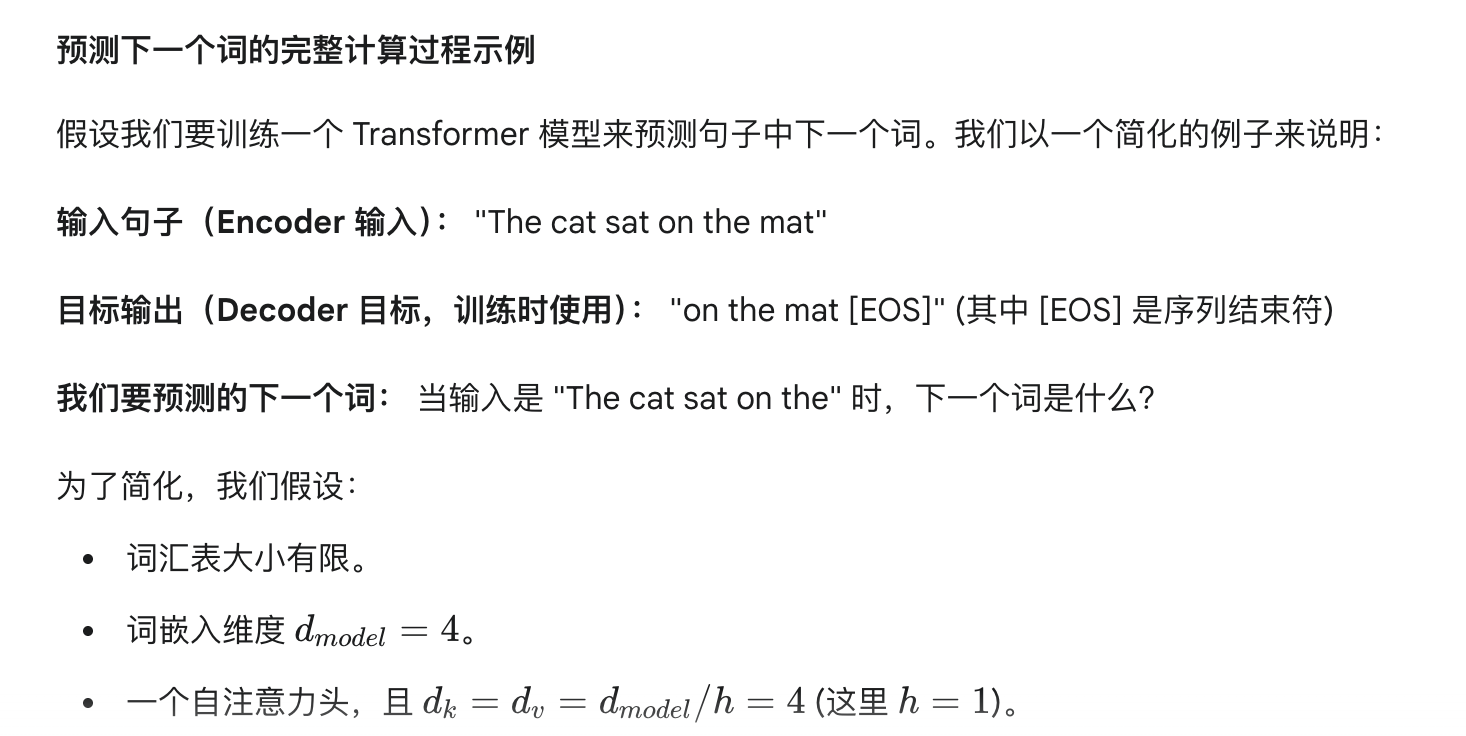 预测下一个词的完整计算过程示例
假设我们要训练一个 Transformer 模型来预测句子中下一个词。我们以一个简化的例子来说明：
输入句子（Encoder 输入）： "The cat sat on the mat"
目标输出（Decoder 目标，训练时使用）： "on the mat [EOS]" (其中 [EOS] 是序列结束符)
我们要预测的下一个词： 当输入是 "The cat sat on the" 时，下一个词是什么？
为了简化，我们假设：
• 词汇表大小有限。
• 词嵌入维度 $d_{model} = 4$。
• 一个自注意力头，且 $d_k = d_v = d_{model}/h = 4$ (这里 $h = 1$)。